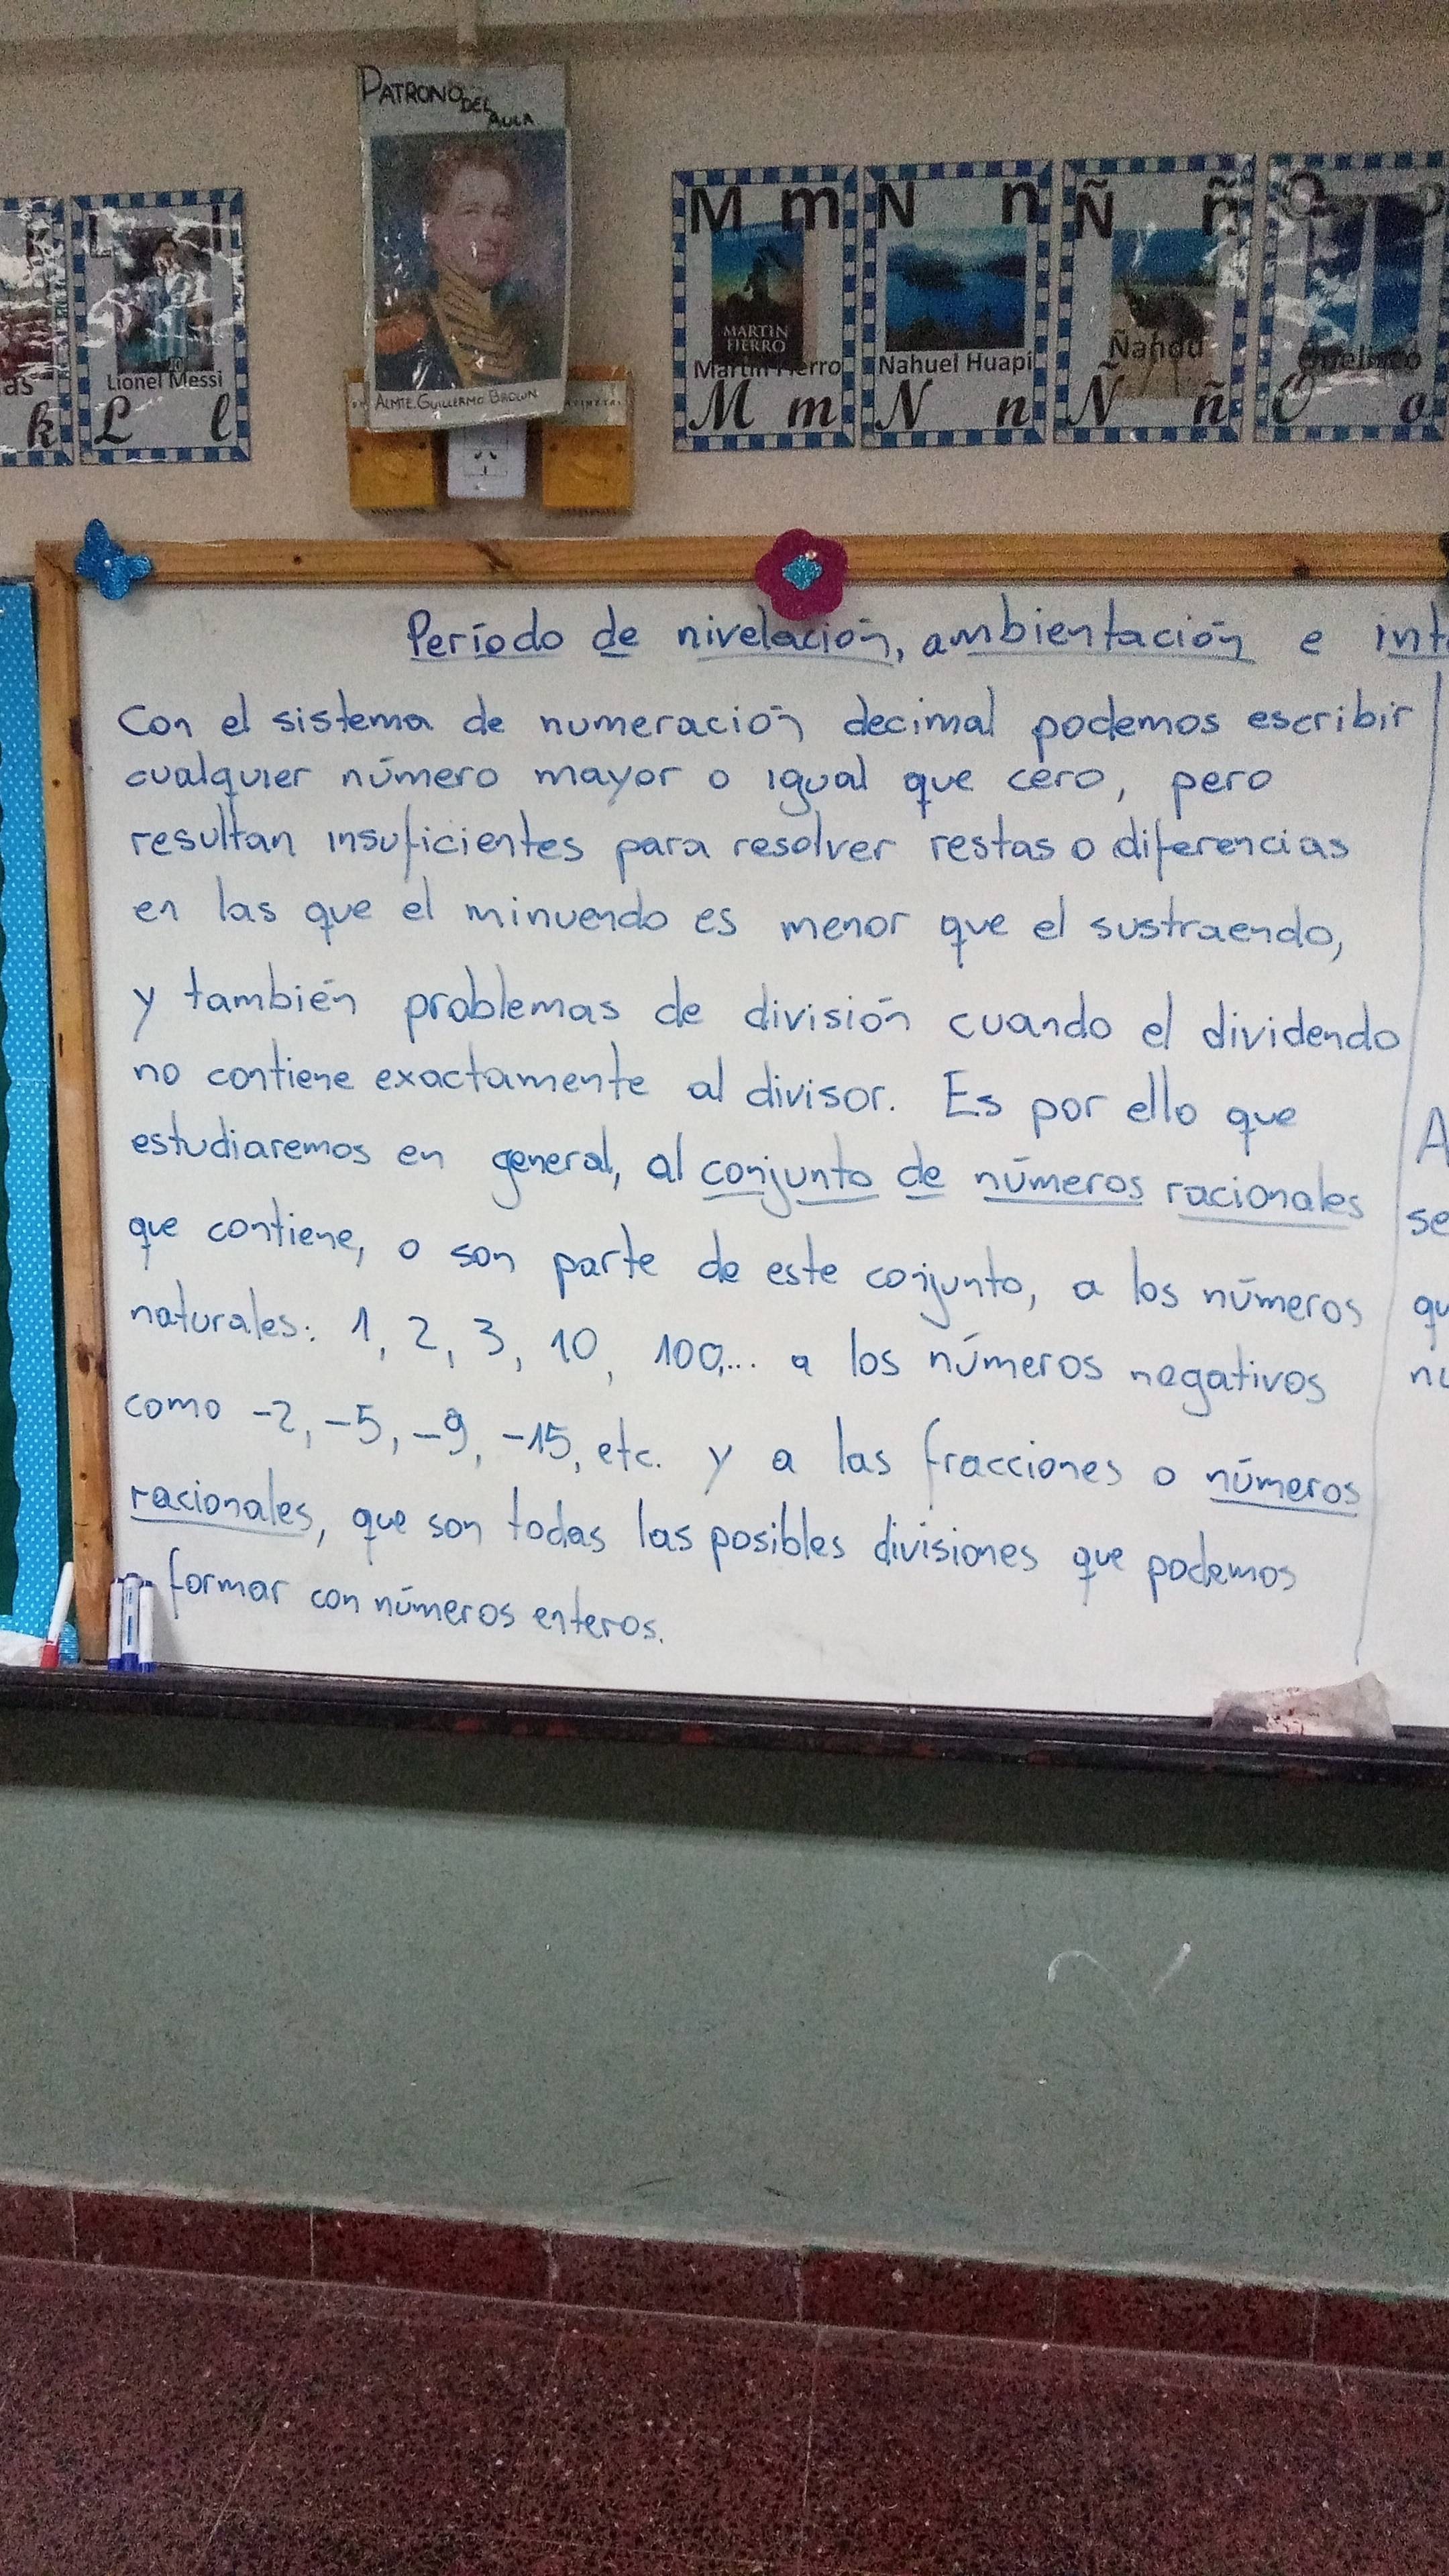 PATRONO DEL AULA
ALMTE. GUILLERMO BROWN
as
k
L l
Lionel Messi
L l
M m
MARTIN FIERRO
Martín Fierro
M m
N n
Nahuel Huapi
N n
Ñ ñ
Ñandú
Ñ ñ
O o
O o
Período de nivelación, ambientación e int
Con el sistema de numeración decimal podemos escribir
cualquier número mayor o igual que cero, pero
resultan insuficientes para resolver restas o diferencias
en las que el minuendo es menor que el sustraendo,
y también problemas de división cuando el dividendo
no contiene exactamente al divisor. Es por ello que
estudiaremos en general, al conjunto de números racionales
que contiene, o son parte de este conjunto, a los números
naturales: 1, 2, 3, 10, 100,... a los números negativos
como -2, -5, -9, -15, etc. y a las fracciones o números
racionales, que son todas las posibles divisiones que podemos
formar con números enteros.
A
se
qu
nú